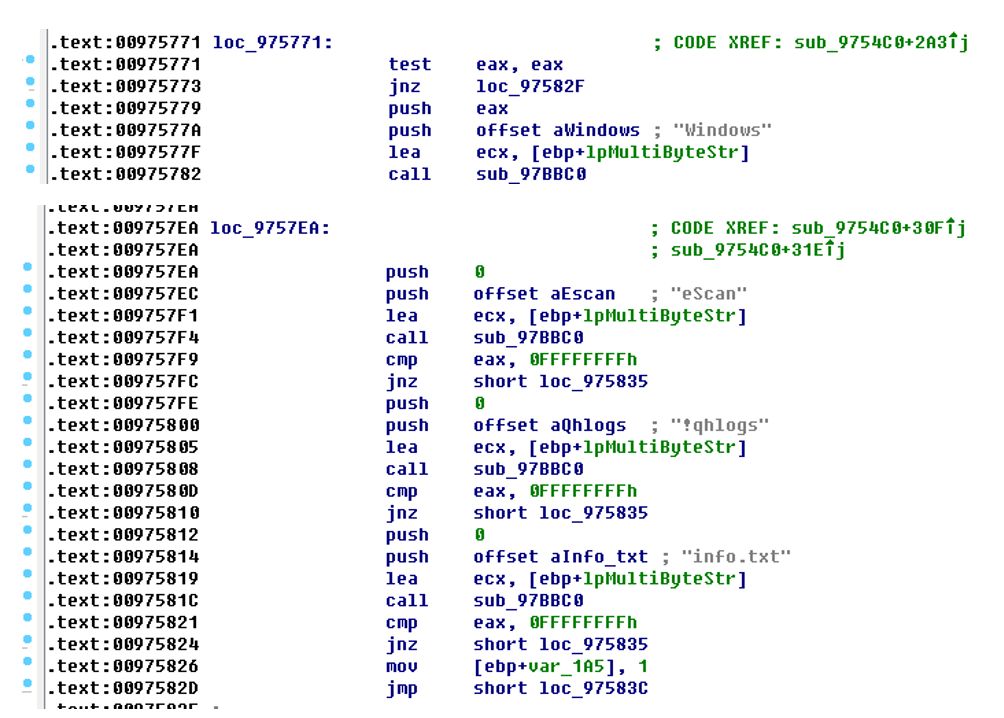 .text:00975771 loc_975771: ; CODE XREF: sub_9754C0+2A3↑j
.text:00975771 test eax, eax
.text:00975773 jnz loc_97582F
.text:00975779 push eax
.text:0097577A push offset aWindows ; "Windows"
.text:0097577F lea ecx, [ebp+lpMultiByteStr]
.text:00975782 call sub_97BBC0
.text:009757EA
.text:009757EA loc_9757EA: ; CODE XREF: sub_9754C0+30F↑j
.text:009757EA ; sub_9754C0+31E↑j
.text:009757EA push 0
.text:009757EC push offset aEscan ; "eScan"
.text:009757F1 lea ecx, [ebp+lpMultiByteStr]
.text:009757F4 call sub_97BBC0
.text:009757F9 cmp eax, 0FFFFFFFFh
.text:009757FC jnz short loc_975835
.text:009757FE push 0
.text:00975800 push offset aQhlogs ; "!qhlogs"
.text:00975805 lea ecx, [ebp+lpMultiByteStr]
.text:00975808 call sub_97BBC0
.text:0097580D cmp eax, 0FFFFFFFFh
.text:00975810 jnz short loc_975835
.text:00975812 push 0
.text:00975814 push offset aInfo_txt ; "info.txt"
.text:00975819 lea ecx, [ebp+lpMultiByteStr]
.text:0097581C call sub_97BBC0
.text:00975821 cmp eax, 0FFFFFFFFh
.text:00975824 jnz short loc_975835
.text:00975826 mov [ebp+var_1A5], 1
.text:0097582D jmp short loc_97583C